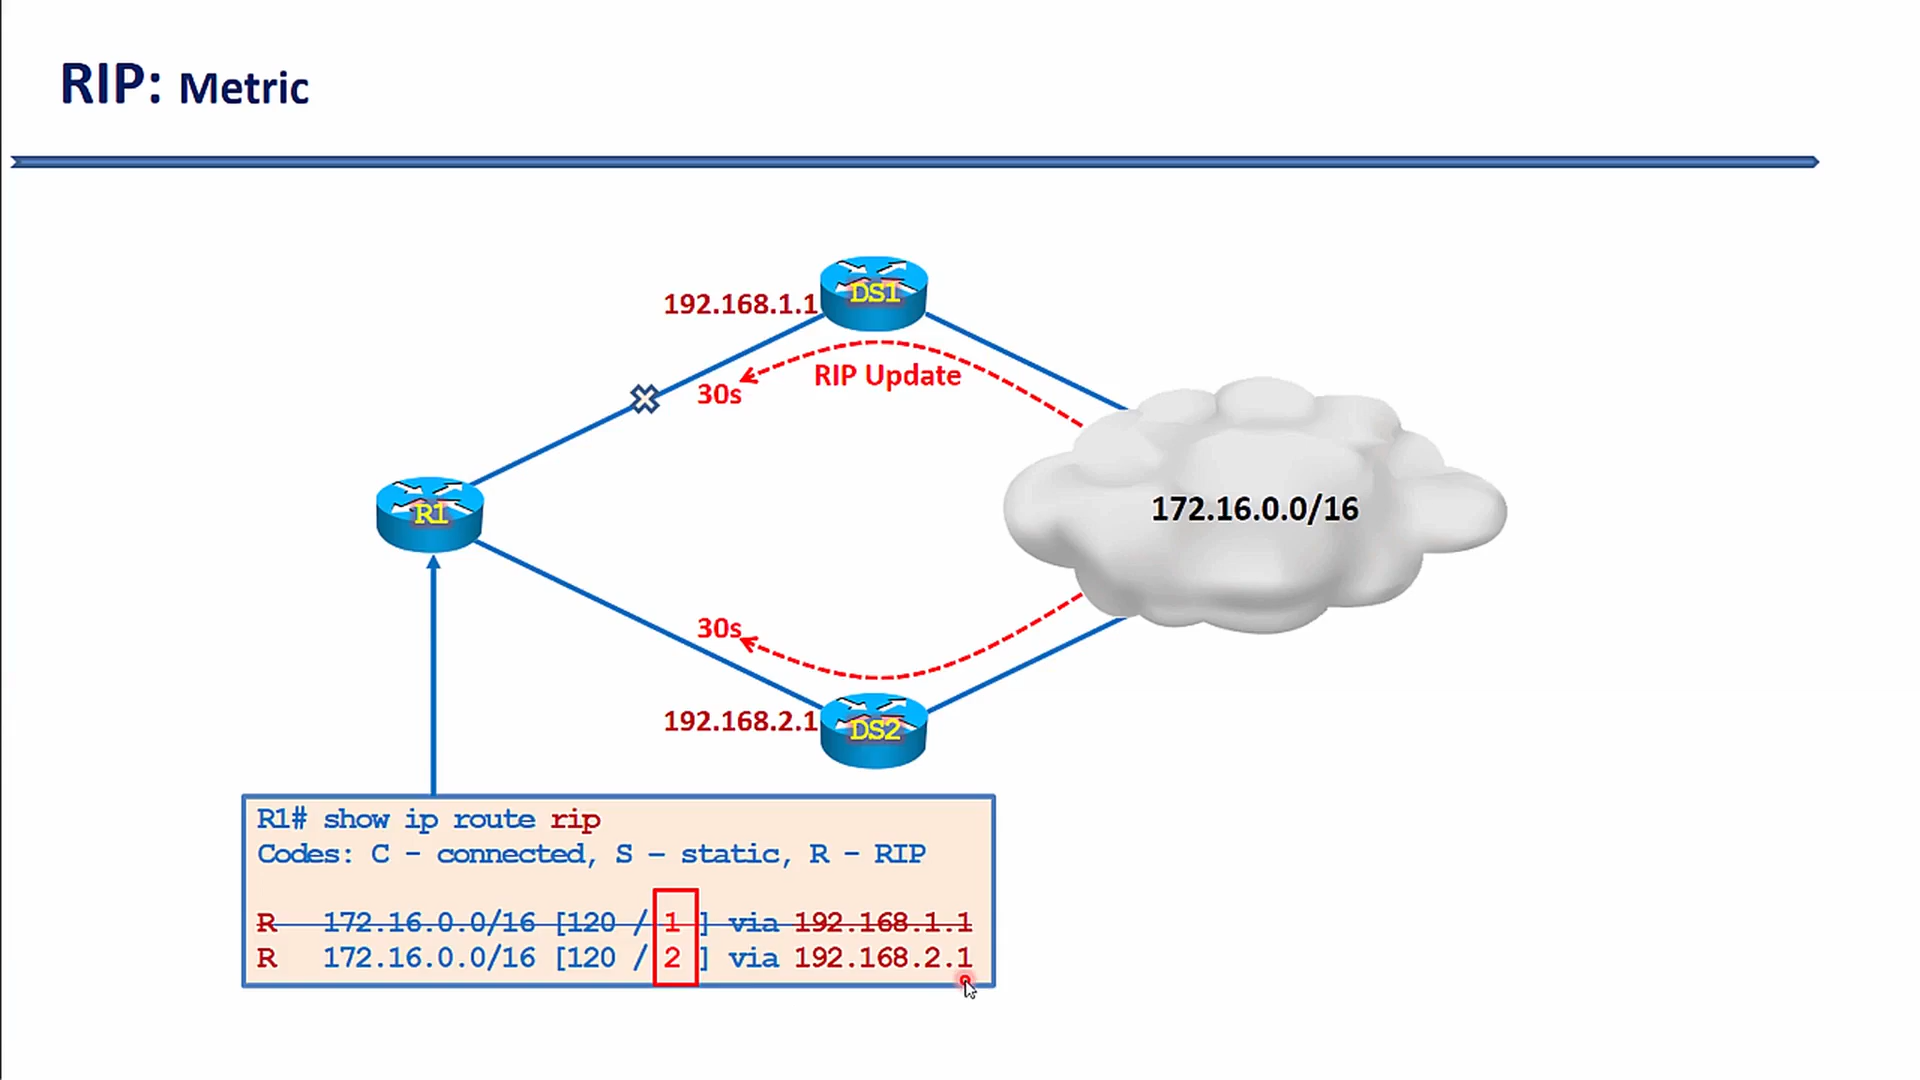 RIP: Metric
DS1
192.168.1.1
RIP Update
30s
172.16.0.0/16
R1
30s
192.168.2.1
DS2
R1# show ip route rip
Codes: C - connected, S – static, R – RIP
R 172.16.0.0/16 [120 / 1 ] via 192.168.1.1
R 172.16.0.0/16 [120 / 2 ] via 192.168.2.1